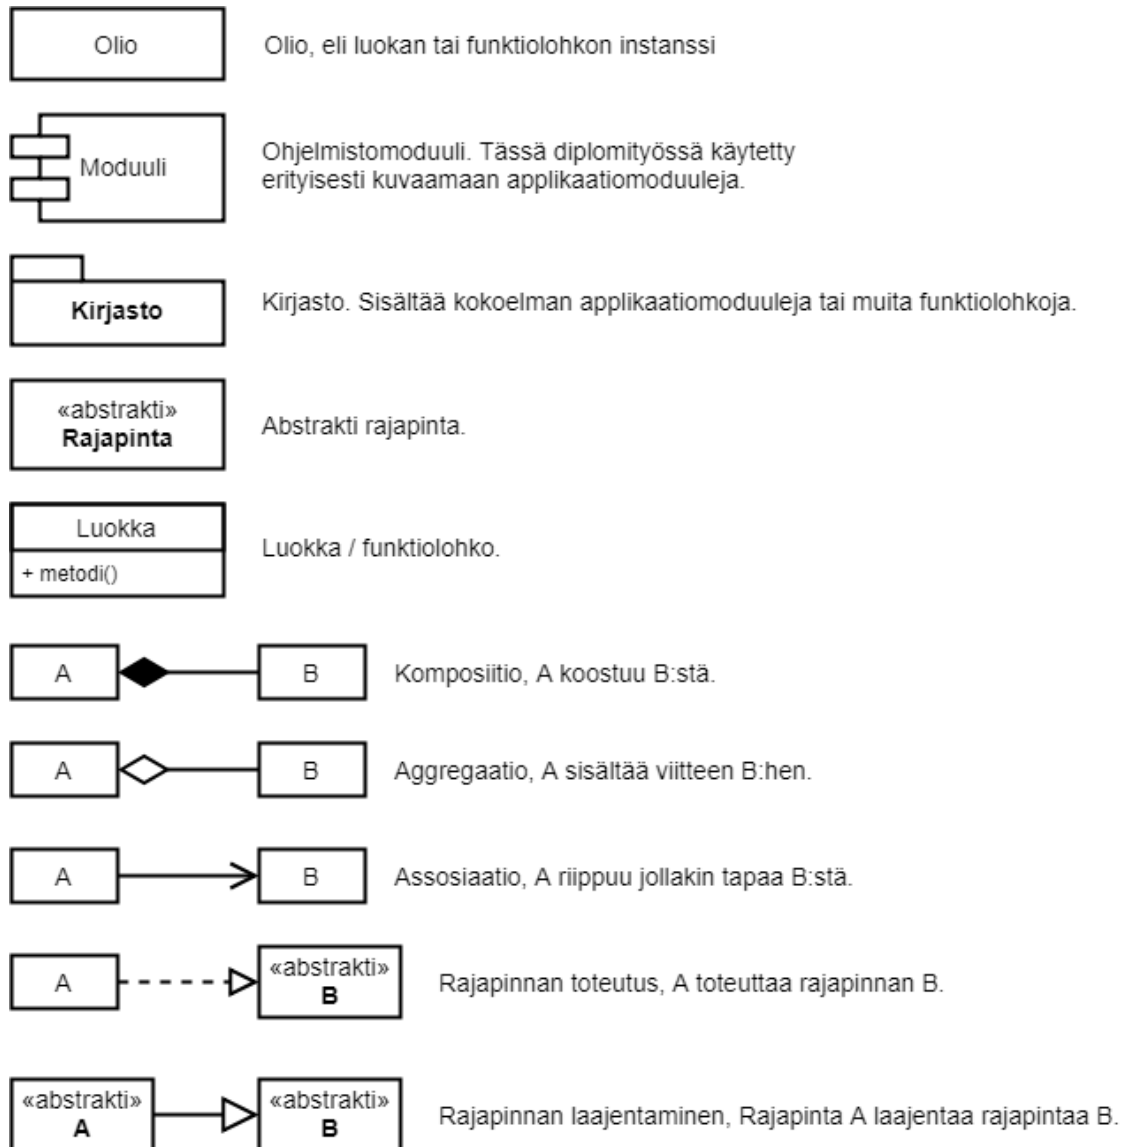 Olio
Olio, eli luokan tai funktiolohkon instanssi
Moduuli
Ohjelmistomoduuli. Tässä diplomityössä käytetty
erityisesti kuvaamaan applikaatiomoduuleja.
Kirjasto
Kirjasto. Sisältää kokoelman applikaatiomoduuleja tai muita funktiolohkoja.
«abstrakti»
Rajapinta
Abstrakti rajapinta.
Luokka
+ metodi()
Luokka / funktiolohko.
A
B
Komposiitio, A koostuu B:stä.
A
B
Aggregaatio, A sisältää viitteen B:hen.
A
B
Assosiaatio, A riippuu jollakin tapaa B:stä.
A
«abstrakti»
B
Rajapinnan toteutus, A toteuttaa rajapinnan B.
«abstrakti»
A
«abstrakti»
B
Rajapinnan laajentaminen, Rajapinta A laajentaa rajapintaa B.